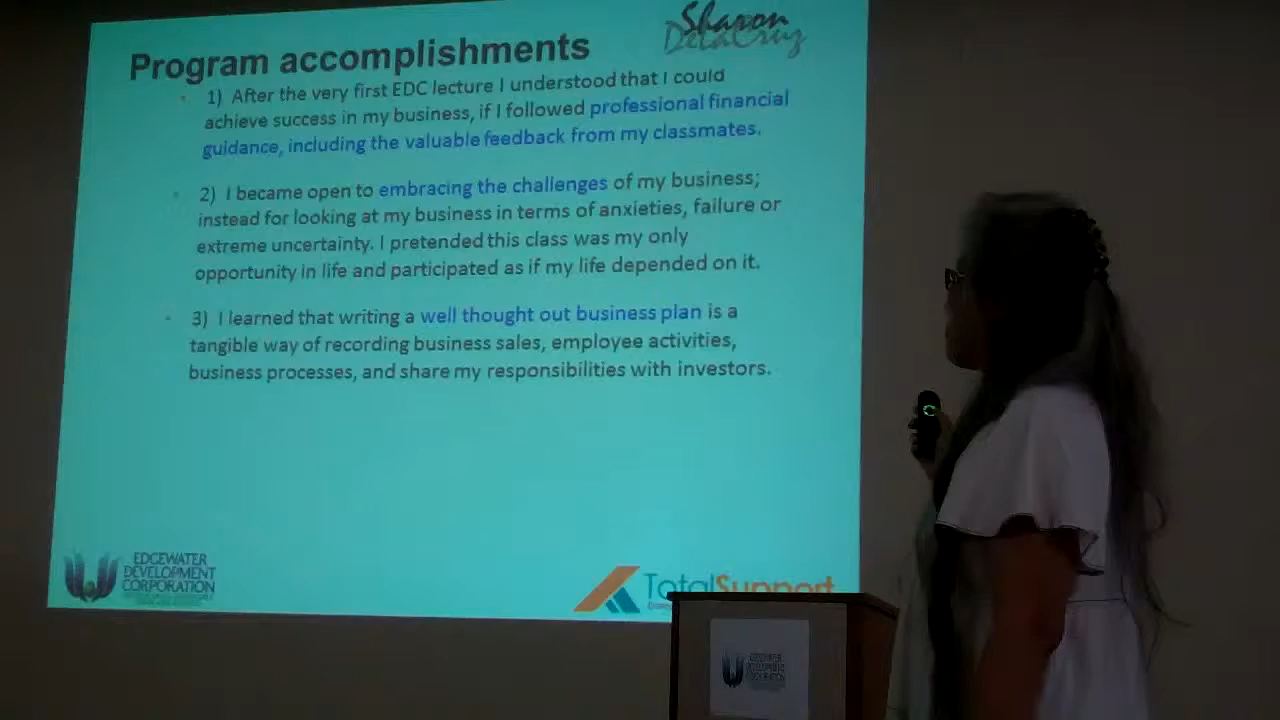 Sharon
DelaCruz
Program accomplishments
1) After the very first EDC lecture I understood that I could
achieve success in my business, if I followed professional financial
guidance, including the valuable feedback from my classmates.
2) I became open to embracing the challenges of my business;
instead for looking at my business in terms of anxieties, failure or
extreme uncertainty. I pretended this class was my only
opportunity in life and participated as if my life depended on it.
3) I learned that writing a well thought out business plan is a
tangible way of recording business sales, employee activities,
business processes, and share my responsibilities with investors.
EDGEWATER
DEVELOPMENT
CORPORATION
TotalSupport
EDGEWATER
DEVELOPMENT
CORPORATION